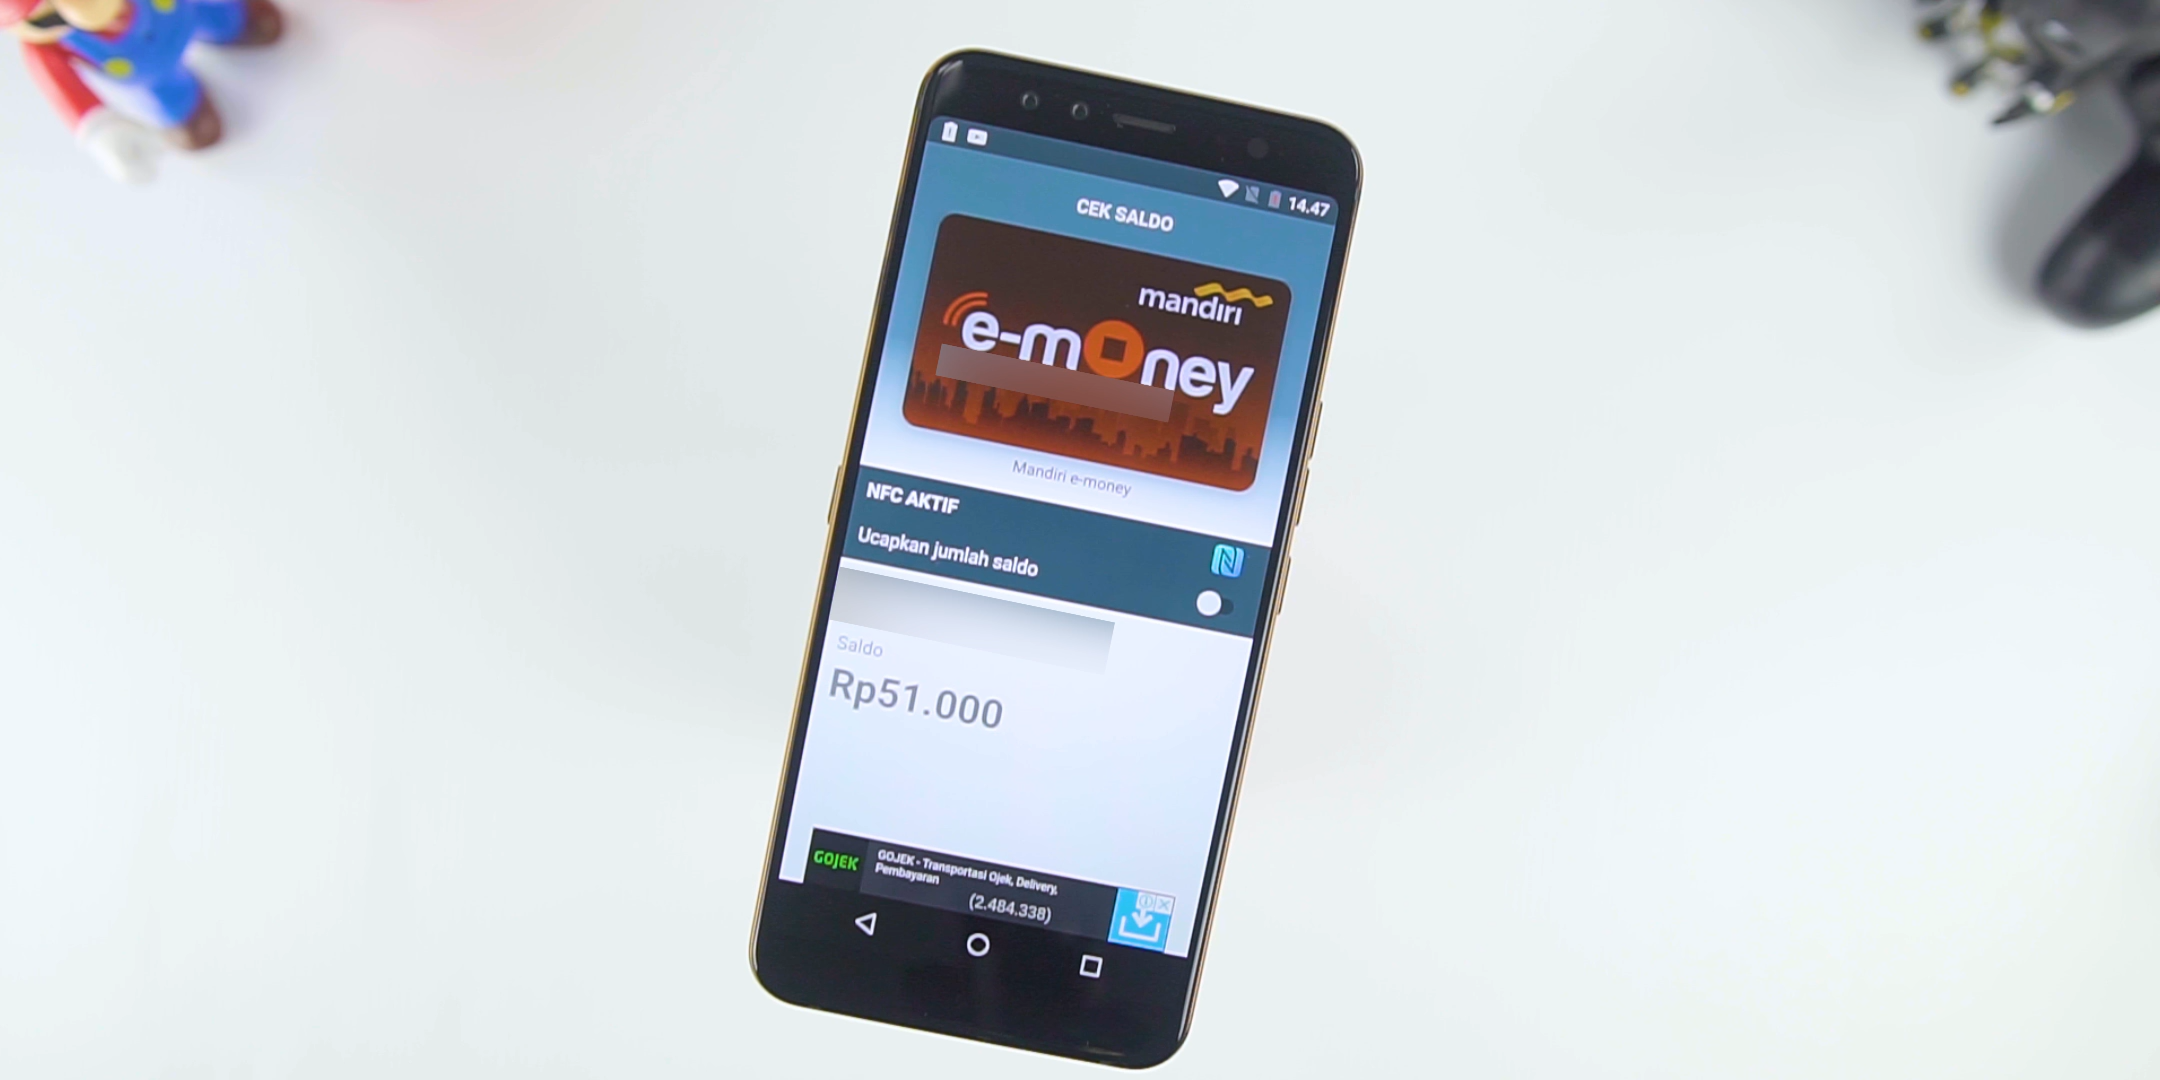 14.47
CEK SALDO
mandiri
e-money
Mandiri e-money
NFC AKTIF
Ucapkan jumlah saldo
Saldo
Rp51.000
GOJEK
GOJEK - Transportasi Ojek, Delivery,
Pembayaran
(2.484.338)